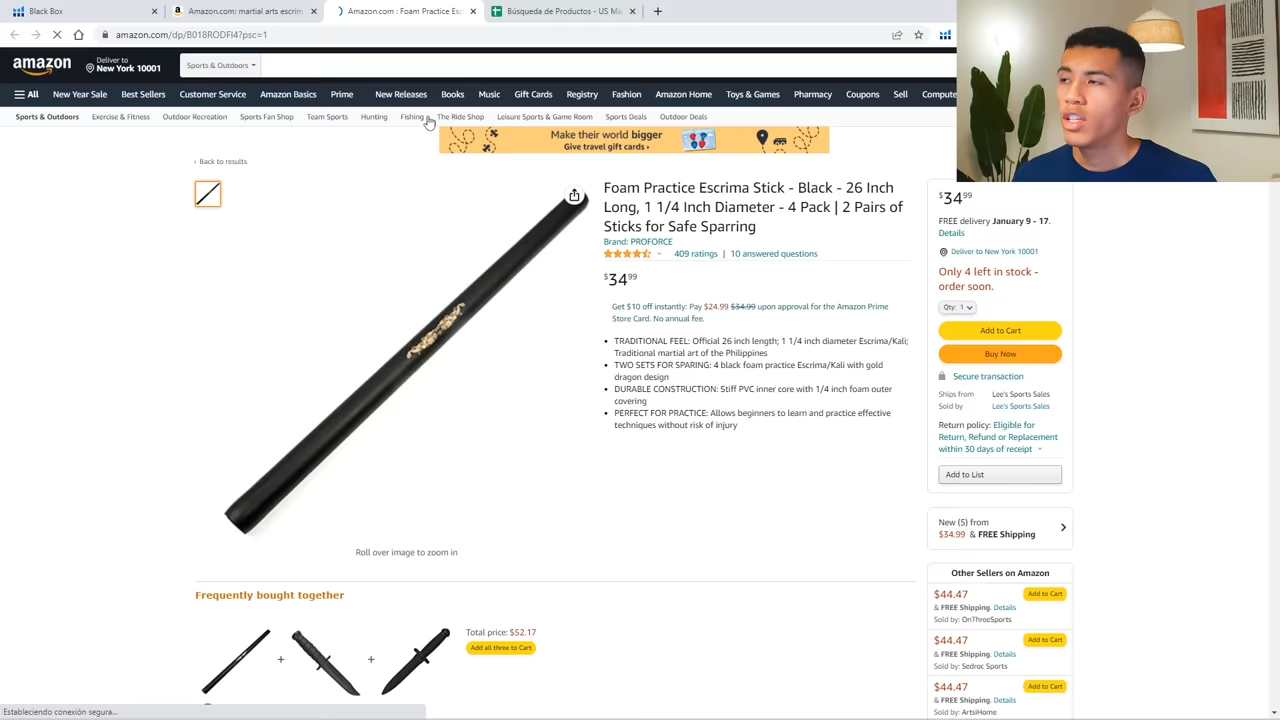 Black Box
Amazon.com: martial arts escrim
Amazon.com : Foam Practice Esc
Búsqueda de Productos - US M
amazon.com/dp/B018RODFI4?psc=1
amazon
Deliver to
New York 10001
Sports & Outdoors
All
New Year Sale
Best Sellers
Customer Service
Amazon Basics
Prime
New Releases
Books
Music
Gift Cards
Registry
Fashion
Amazon Home
Toys & Games
Pharmacy
Coupons
Sell
Compute
Sports & Outdoors
Exercise & Fitness
Outdoor Recreation
Sports Fan Shop
Team Sports
Hunting
Fishing
The Ride Shop
Leisure Sports & Game Room
Sports Deals
Outdoor Deals
Make their world bigger
Give travel gift cards ›
‹ Back to results
Foam Practice Escrima Stick - Black - 26 Inch
Long, 1 1/4 Inch Diameter - 4 Pack | 2 Pairs of
Sticks for Safe Sparring
Brand: PROFORCE
409 ratings | 10 answered questions
$34.99
Get $10 off instantly: Pay $24.99 $34.99 upon approval for the Amazon Prime
Store Card. No annual fee.
• TRADITIONAL FEEL: Official 26 inch length; 1 1/4 inch diameter Escrima/Kali;
Traditional martial art of the Philippines
• TWO SETS FOR SPARING: 4 black foam practice Escrima/Kali with gold
dragon design
• DURABLE CONSTRUCTION: Stiff PVC inner core with 1/4 inch foam outer
covering
• PERFECT FOR PRACTICE: Allows beginners to learn and practice effective
techniques without risk of injury
Roll over image to zoom in
$34.99
FREE delivery January 9 - 17.
Details
Deliver to New York 10001
Only 4 left in stock -
order soon.
Qty: 1
Add to Cart
Buy Now
Secure transaction
Ships from Lee's Sports Sales
Sold by Lee's Sports Sales
Return policy: Eligible for
Return, Refund or Replacement
within 30 days of receipt
Add to List
New (5) from
$34.99 & FREE Shipping
Other Sellers on Amazon
$44.47 Add to Cart
& FREE Shipping. Details
Sold by: OnThreeSports
$44.47 Add to Cart
& FREE Shipping. Details
Sold by: Sedroc Sports
$44.47 Add to Cart
& FREE Shipping. Details
Sold by: ArtsiHome
Frequently bought together
+
+
Total price: $52.17
Add all three to Cart
Estableciendo conexión segura...